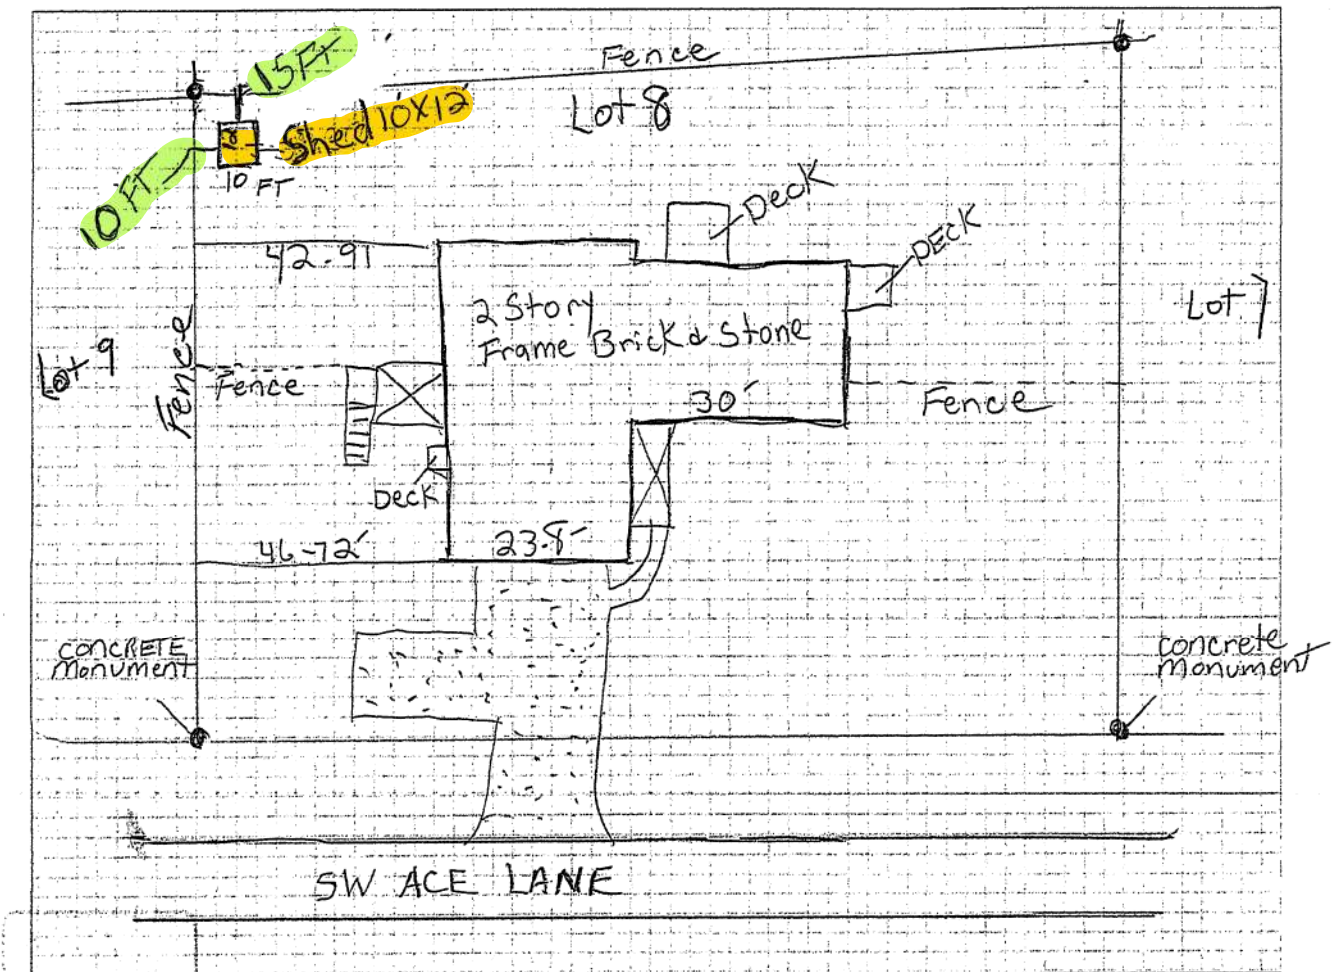 15Ft
Fence
Lot 8
Shed 10X12
10 FT
10 FT
Deck
DECK
42-91
Lot 7
2 Story
Frame Brick & Stone
Lot 9
Fence
Fence
30'
Fence
Deck
46-72'
23.8'
CONCRETE
Monument
concrete
monument
SW ACE LANE